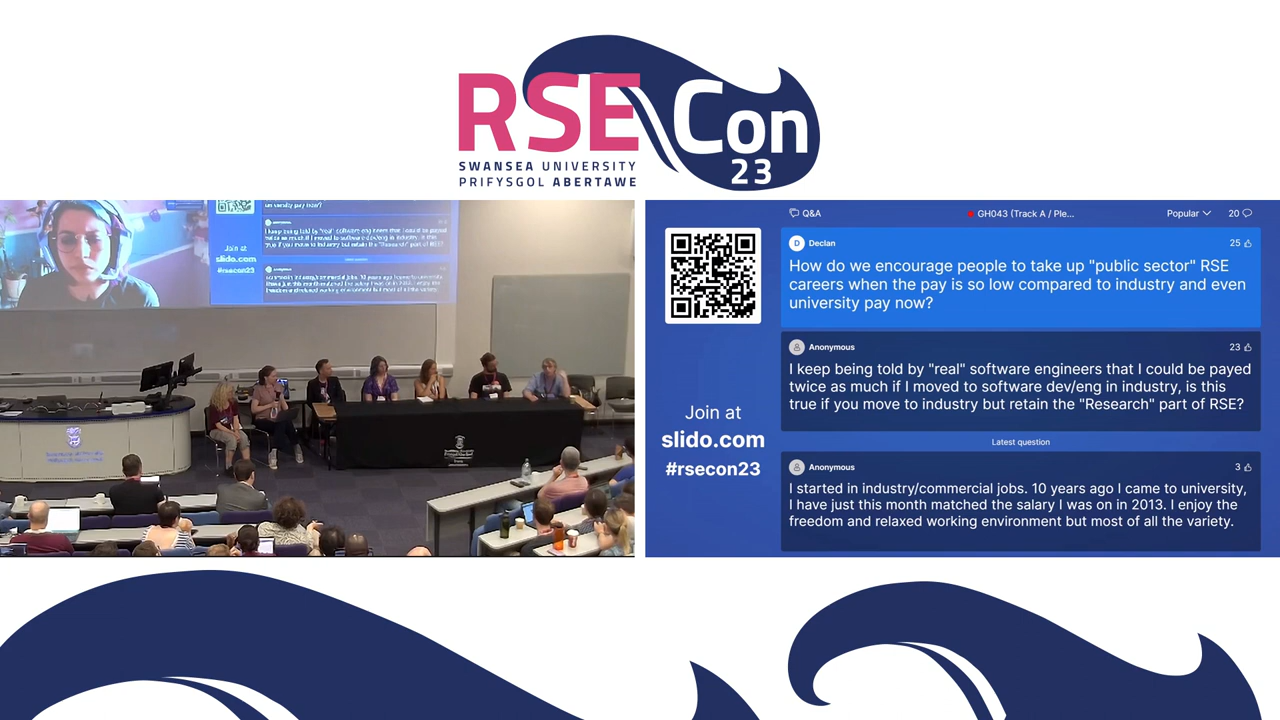 RSE Con
23
SWANSEA UNIVERSITY
PRIFYSGOL ABERTAWE
Join at
slido.com
#rsecon23
Q&A
GH043 (Track A / Ple...
Popular
20
Join at
slido.com
#rsecon23
D
Declan
25
How do we encourage people to take up "public sector" RSE
careers when the pay is so low compared to industry and even
university pay now?
Anonymous
23
I keep being told by "real" software engineers that I could be payed
twice as much if I moved to software dev/eng in industry, is this
true if you move to industry but retain the "Research" part of RSE?
Latest question
Anonymous
3
I started in industry/commercial jobs. 10 years ago I came to university,
I have just this month matched the salary I was on in 2013. I enjoy the
freedom and relaxed working environment but most of all the variety.